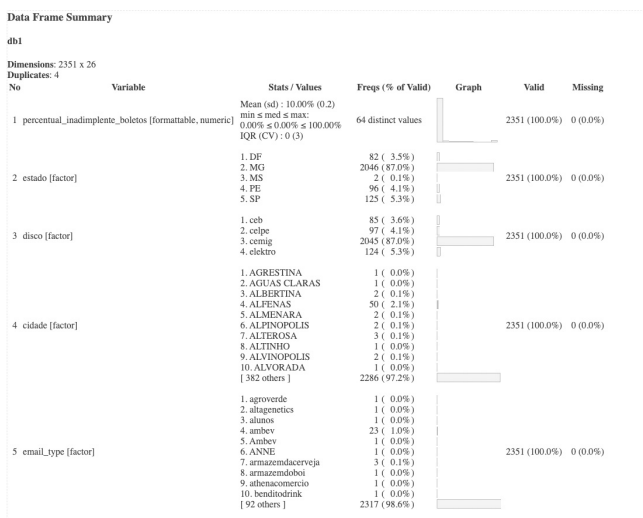 Data Frame Summary
db1
Dimensions: 2351 x 26
Duplicates: 4
No Variable Stats / Values Freqs (% of Valid) Graph Valid Missing
1 percentual_inadimplente_boletos [formattable, numeric] Mean (sd) : 10.00% (0.2) 64 distinct values 2351 (100.0%) 0 (0.0%)
min ≤ med ≤ max:
0.00% ≤ 0.00% ≤ 100.00%
IQR (CV) : 0 (3)
2 estado [factor] 2351 (100.0%) 0 (0.0%)
1. DF 82 ( 3.5%)
2. MG 2046 (87.0%)
3. MS 2 ( 0.1%)
4. PE 96 ( 4.1%)
5. SP 125 ( 5.3%)
3 disco [factor] 2351 (100.0%) 0 (0.0%)
1. ceb 85 ( 3.6%)
2. celpe 97 ( 4.1%)
3. cemig 2045 (87.0%)
4. elektro 124 ( 5.3%)
4 cidade [factor] 2351 (100.0%) 0 (0.0%)
1. AGRESTINA 1 ( 0.0%)
2. AGUAS CLARAS 1 ( 0.0%)
3. ALBERTINA 2 ( 0.1%)
4. ALFENAS 50 ( 2.1%)
5. ALMENARA 2 ( 0.1%)
6. ALPINOPOLIS 2 ( 0.1%)
7. ALTEROSA 3 ( 0.1%)
8. ALTINHO 1 ( 0.0%)
9. ALVINOPOLIS 2 ( 0.1%)
10. ALVORADA 1 ( 0.0%)
[ 382 others ] 2286 (97.2%)
5 email_type [factor] 2351 (100.0%) 0 (0.0%)
1. agroverde 1 ( 0.0%)
2. altagenetics 1 ( 0.0%)
3. alunos 1 ( 0.0%)
4. ambev 23 ( 1.0%)
5. Ambev 1 ( 0.0%)
6. ANNE 1 ( 0.0%)
7. armazemdacerveja 3 ( 0.1%)
8. armazemdoboi 1 ( 0.0%)
9. athenacomercio 1 ( 0.0%)
10. benditodrink 1 ( 0.0%)
[ 92 others ] 2317 (98.6%)